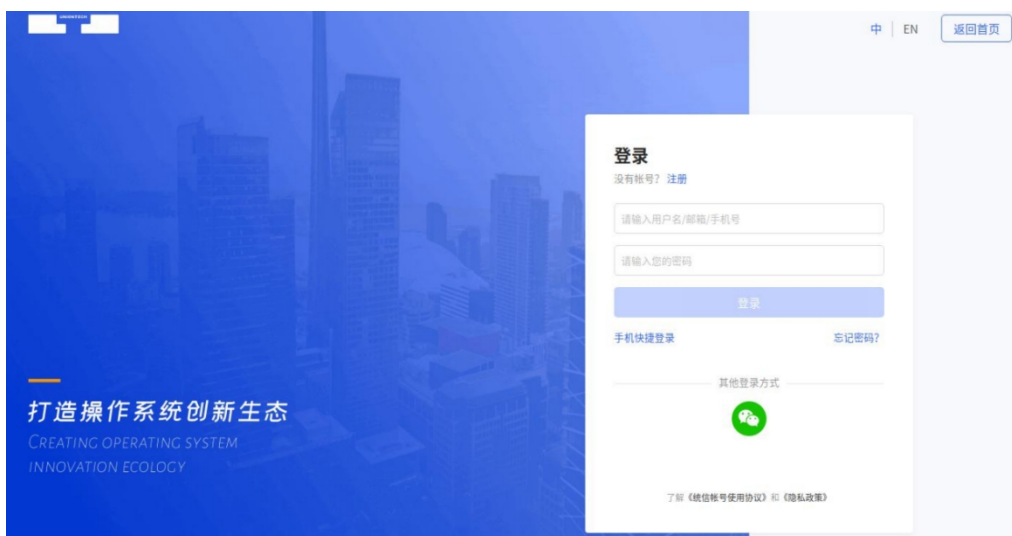 中 EN 返回首页
登录
没有帐号？ 注册
请输入用户名/邮箱/手机号
请输入您的密码
登录
手机快捷登录 忘记密码?
其他登录方式
打造操作系统创新生态
CREATING OPERATING SYSTEM
INNOVATION ECOLOGY
了解《统信帐号使用协议》和《隐私政策》